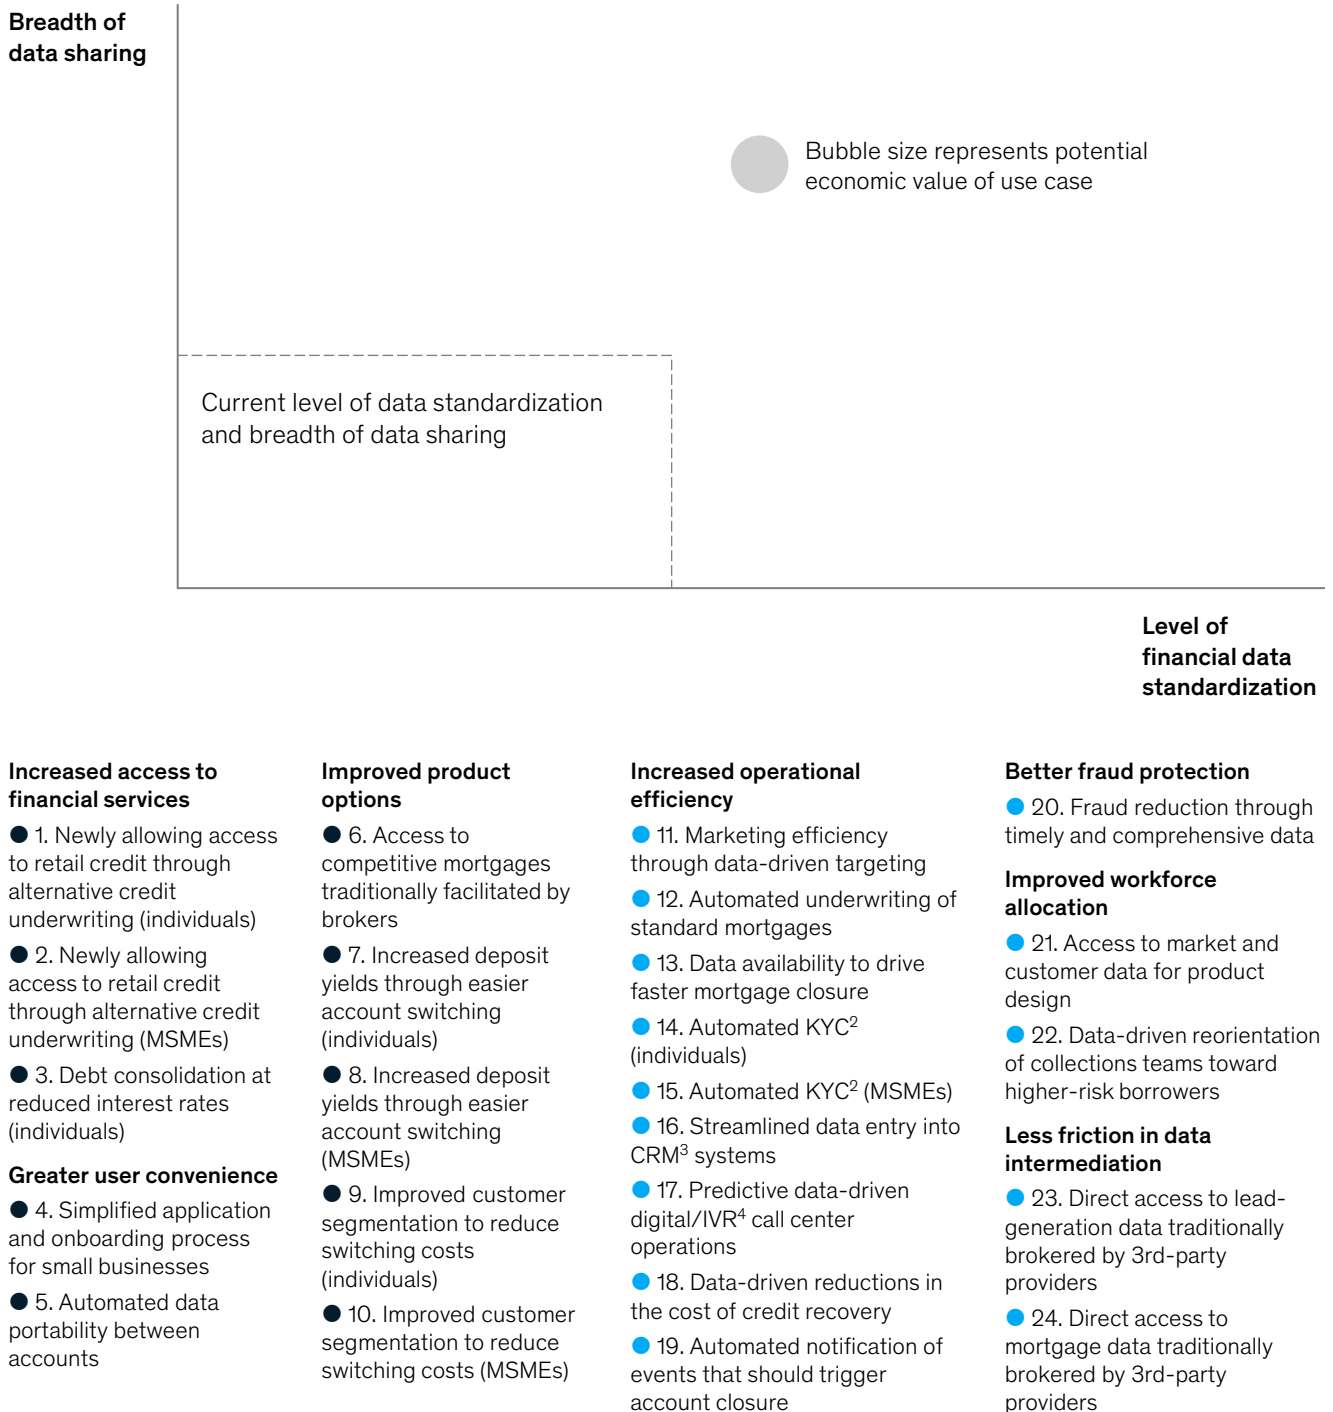 Breadth of
data sharing
Bubble size represents potential
economic value of use case
Current level of data standardization
and breadth of data sharing
Level of
financial data
standardization
Increased access to
financial services
● 1. Newly allowing access
to retail credit through
alternative credit
underwriting (individuals)
● 2. Newly allowing
access to retail credit
through alternative credit
underwriting (MSMEs)
● 3. Debt consolidation at
reduced interest rates
(individuals)
Greater user convenience
● 4. Simplified application
and onboarding process
for small businesses
● 5. Automated data
portability between
accounts
Improved product
options
● 6. Access to
competitive mortgages
traditionally facilitated by
brokers
● 7. Increased deposit
yields through easier
account switching
(individuals)
● 8. Increased deposit
yields through easier
account switching
(MSMEs)
● 9. Improved customer
segmentation to reduce
switching costs
(individuals)
● 10. Improved customer
segmentation to reduce
switching costs (MSMEs)
Increased operational
efficiency
● 11. Marketing efficiency
through data-driven targeting
● 12. Automated underwriting of
standard mortgages
● 13. Data availability to drive
faster mortgage closure
● 14. Automated KYC²
(individuals)
● 15. Automated KYC² (MSMEs)
● 16. Streamlined data entry into
CRM³ systems
● 17. Predictive data-driven
digital/IVR⁴ call center
operations
● 18. Data-driven reductions in
the cost of credit recovery
● 19. Automated notification of
events that should trigger
account closure
Better fraud protection
● 20. Fraud reduction through
timely and comprehensive data
Improved workforce
allocation
● 21. Access to market and
customer data for product
design
● 22. Data-driven reorientation
of collections teams toward
higher-risk borrowers
Less friction in data
intermediation
● 23. Direct access to lead-
generation data traditionally
brokered by 3rd-party
providers
● 24. Direct access to
mortgage data traditionally
brokered by 3rd-party
providers